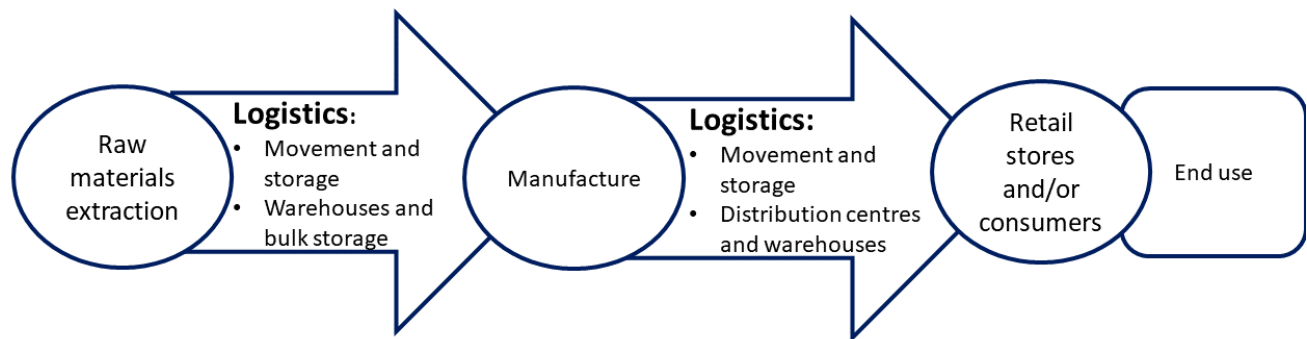 Raw
materials
extraction
Logistics:
• Movement and
storage
• Warehouses and
bulk storage
Manufacture
Logistics:
• Movement and
storage
• Distribution centres
and warehouses
Retail
stores
and/or
consumers
End use